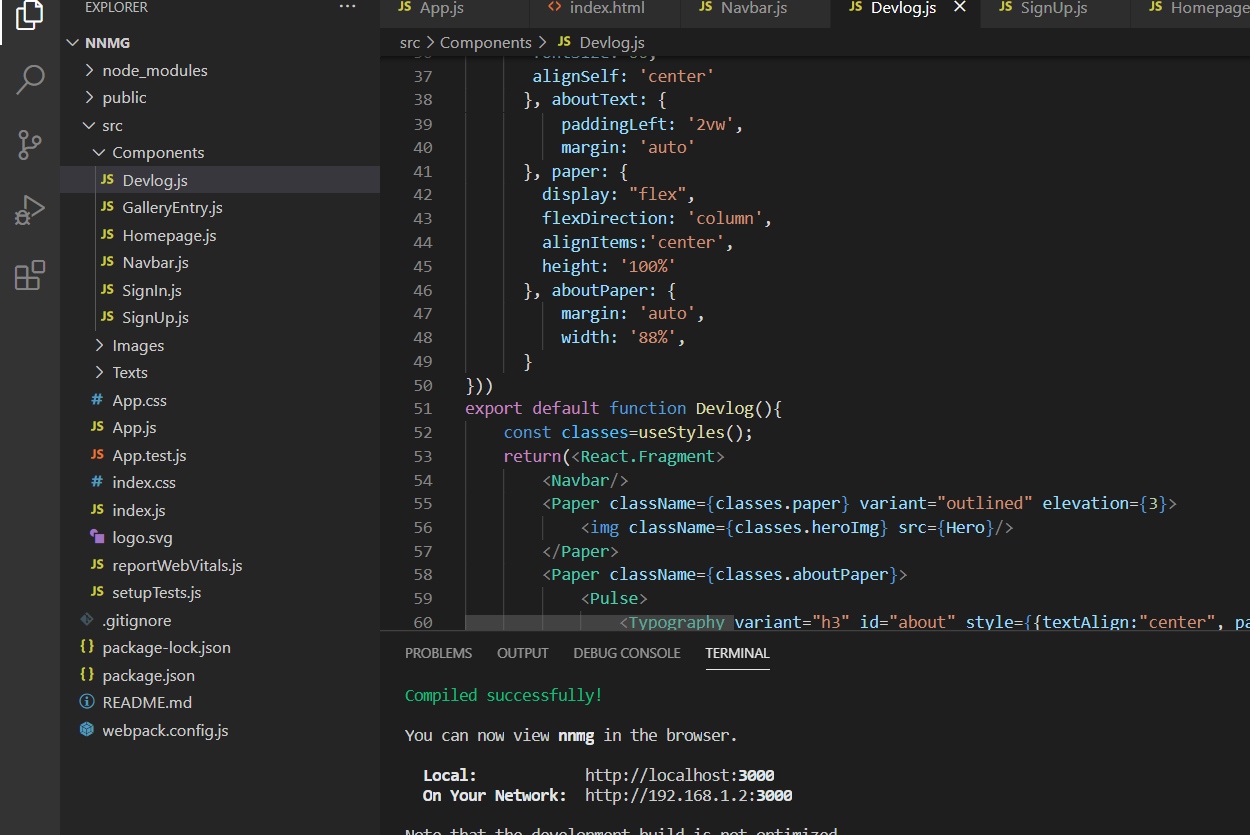 EXPLORER
...
NNMG
node_modules
public
src
Components
JS Devlog.js
JS GalleryEntry.js
JS Homepage.js
JS Navbar.js
JS SignIn.js
JS SignUp.js
Images
Texts
# App.css
JS App.js
JS App.test.js
# index.css
JS index.js
logo.svg
JS reportWebVitals.js
JS setupTests.js
.gitignore
{} package-lock.json
{} package.json
README.md
webpack.config.js
JS App.js <> index.html JS Navbar.js JS Devlog.js × JS SignUp.js JS Homepage
src > Components > JS Devlog.js
37 alignSelf: 'center'
38 }, aboutText: {
39 paddingLeft: '2vw',
40 margin: 'auto'
41 }, paper: {
42 display: "flex",
43 flexDirection: 'column',
44 alignItems:'center',
45 height: '100%'
46 }, aboutPaper: {
47 margin: 'auto',
48 width: '88%',
49 }
50 }))
51 export default function Devlog(){
52 const classes=useStyles();
53 return(<React.Fragment>
54 <Navbar/>
55 <Paper className={classes.paper} variant="outlined" elevation={3}>
56 <img className={classes.heroImg} src={Hero}/>
57 </Paper>
58 <Paper className={classes.aboutPaper}>
59 <Pulse>
60 <Typography variant="h3" id="about" style={{textAlign:"center", pa
PROBLEMS OUTPUT DEBUG CONSOLE TERMINAL
Compiled successfully!
You can now view nnmg in the browser.
Local: http://localhost:3000
On Your Network: http://192.168.1.2:3000
Note that the development build is not optimized